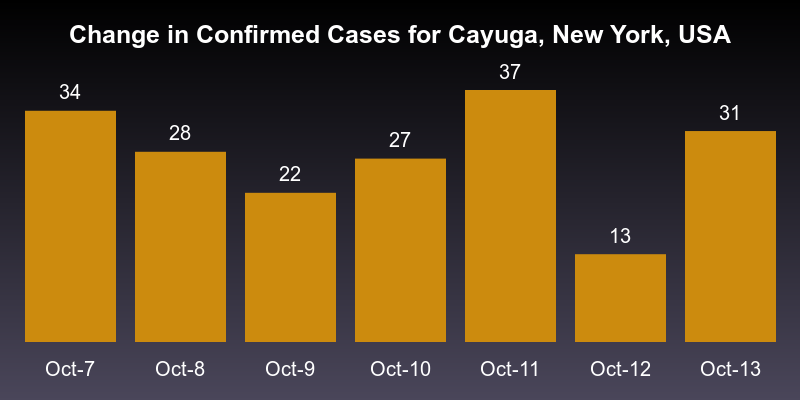 Change in Confirmed Cases for Cayuga, New York, USA
34
28
22
27
37
13
31
Oct-7
Oct-8
Oct-9
Oct-10
Oct-11
Oct-12
Oct-13